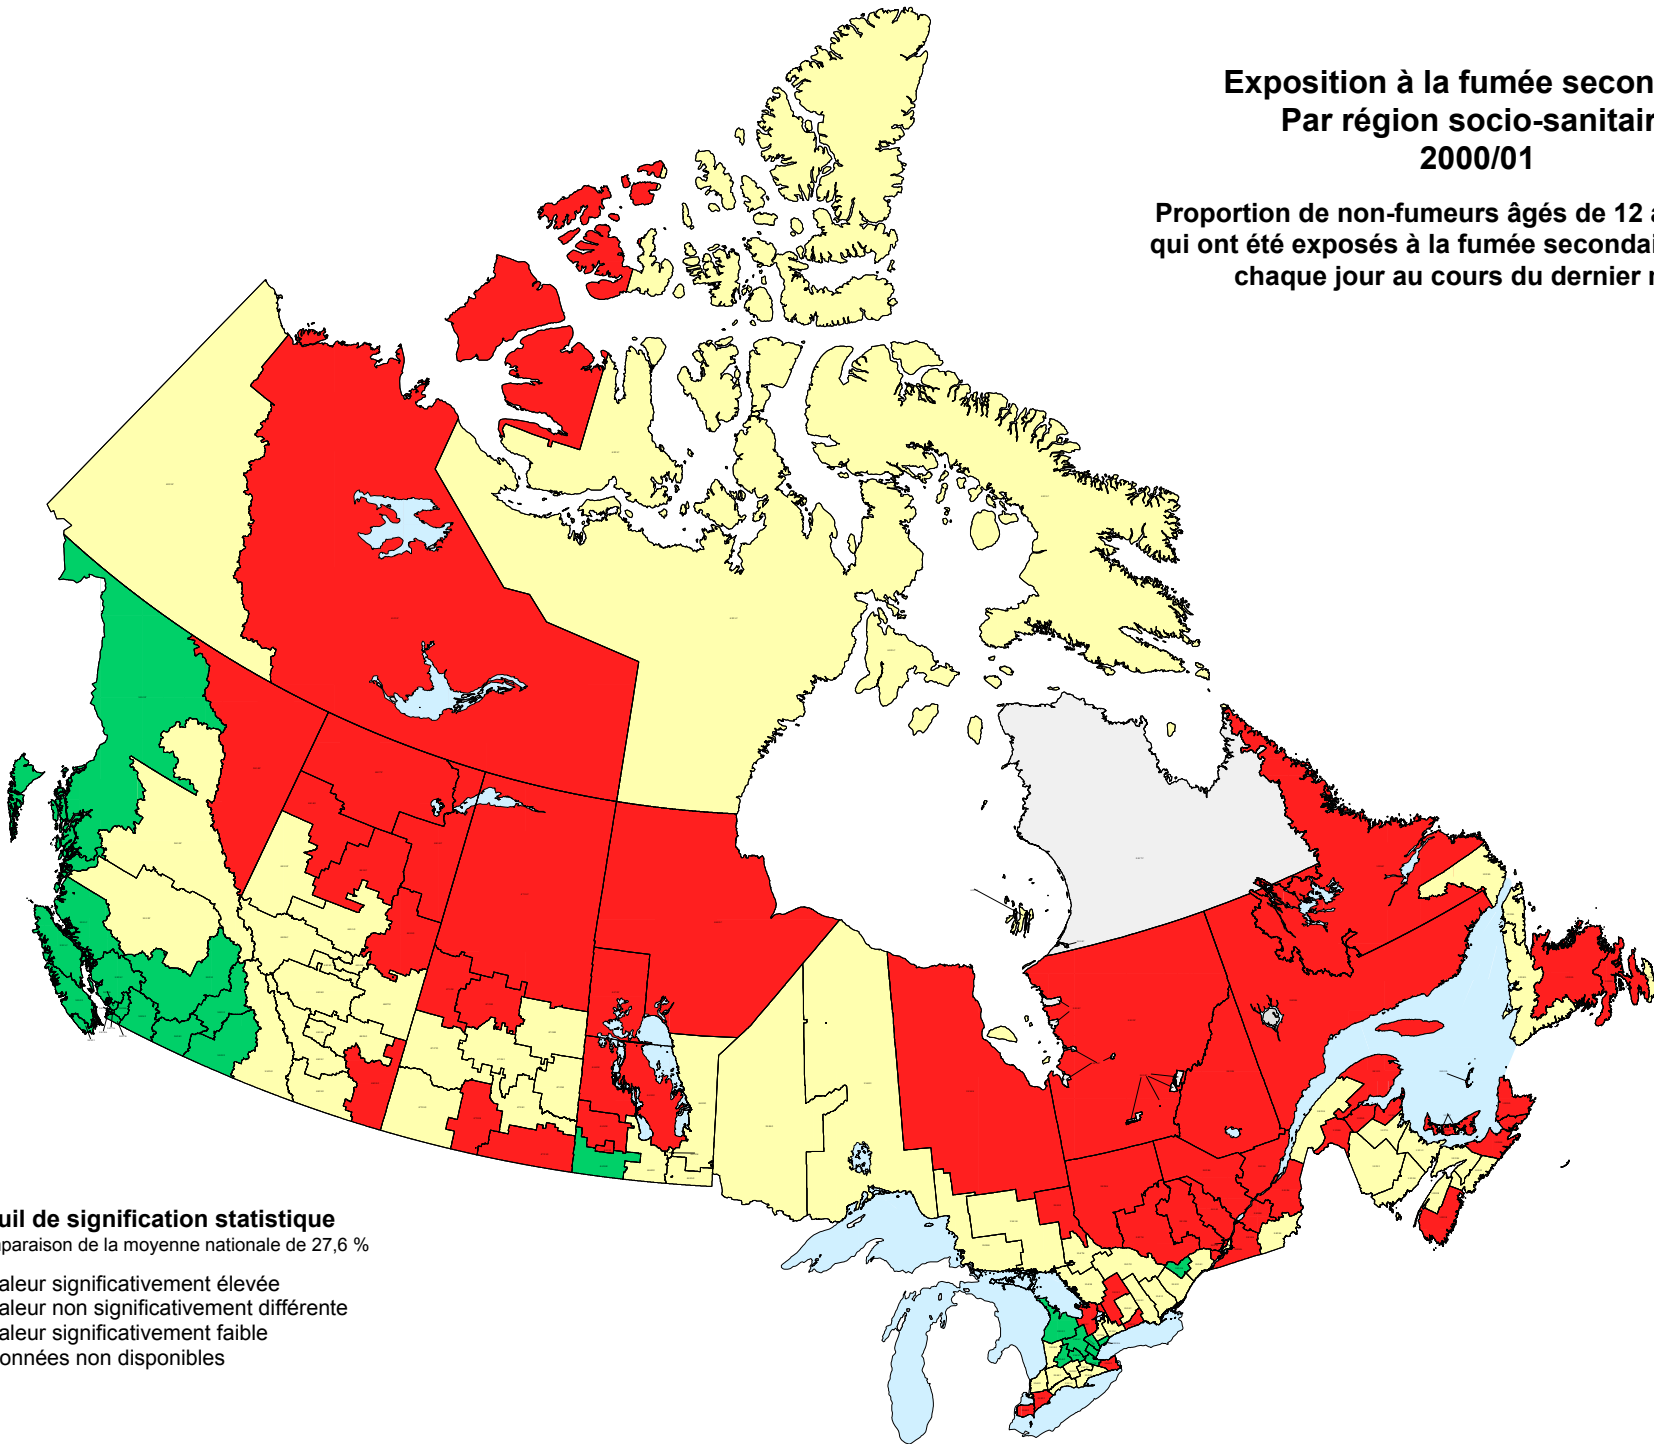 Exposition à la fumée secon
Par région socio-sanitair
2000/01
Proportion de non-fumeurs âgés de 12 a
qui ont été exposés à la fumée secondai
chaque jour au cours du dernier
uil de signification statistique
paraison de la moyenne nationale de 27,6 %
aleur significativement élevée
aleur non significativement différente
aleur significativement faible
onnées non disponibles